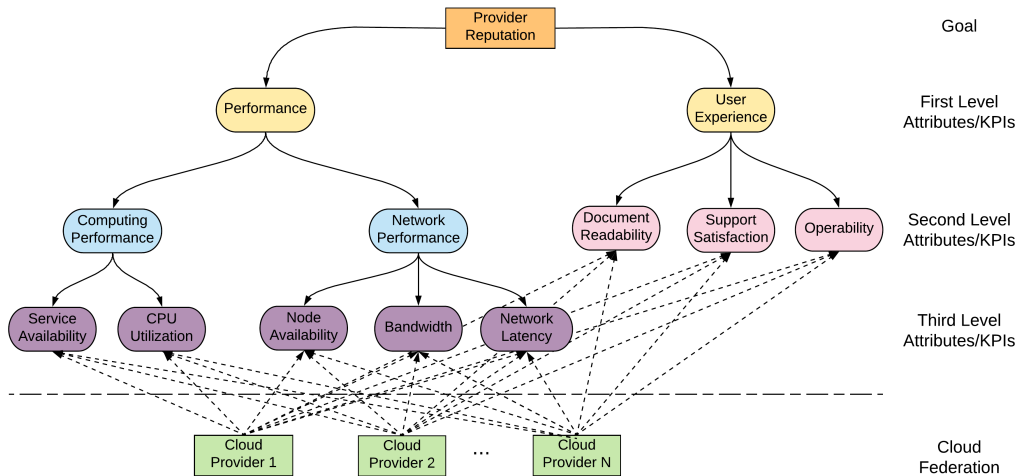 Provider
Reputation
Goal
Performance
User
Experience
First Level
Attributes/KPIs
Computing
Performance
Network
Performance
Document
Readability
Support
Satisfaction
Operability
Second Level
Attributes/KPIs
Service
Availability
CPU
Utilization
Node
Availability
Bandwidth
Network
Latency
Third Level
Attributes/KPIs
Cloud
Provider 1
Cloud
Provider 2
...
Cloud
Provider N
Cloud
Federation